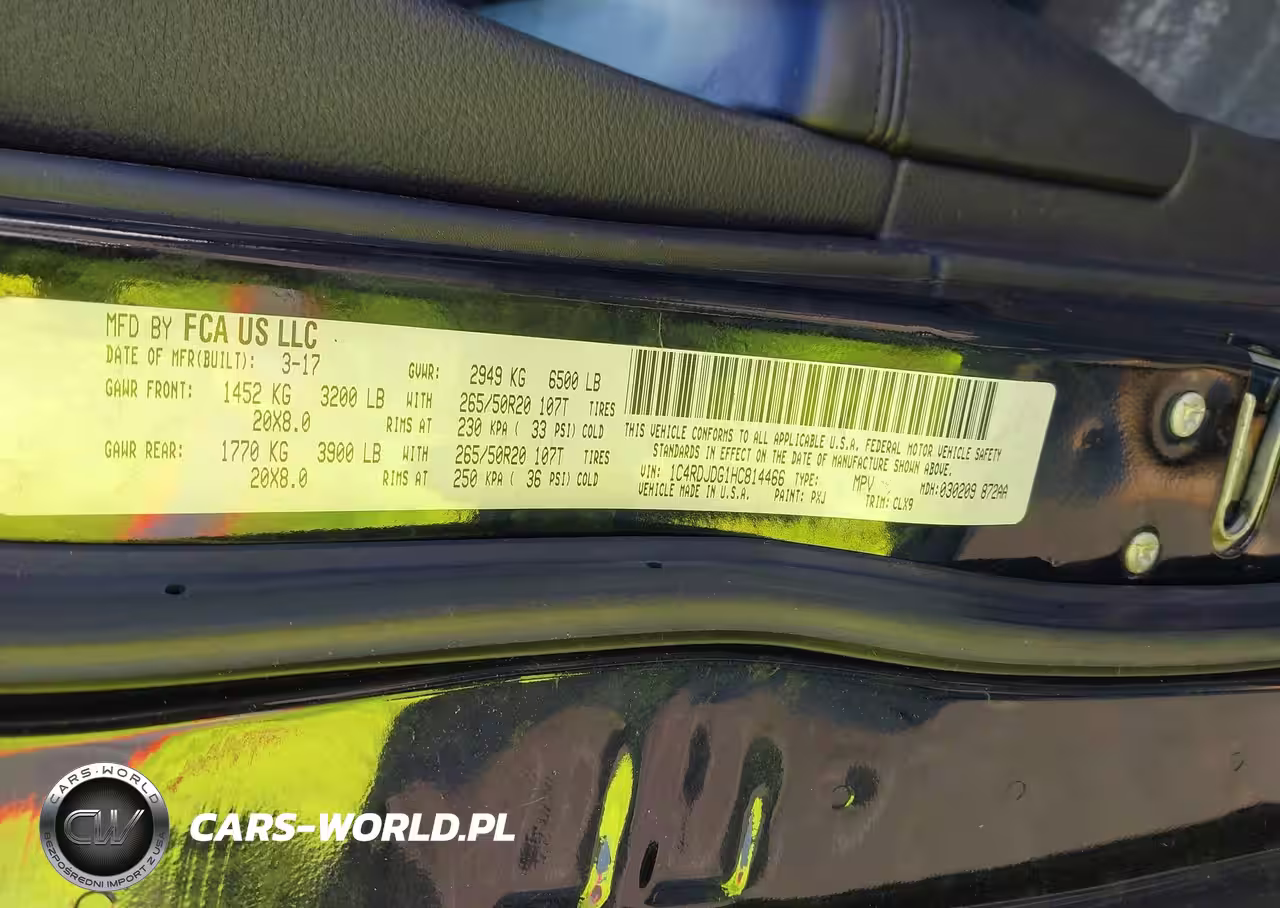 MFD BY FCA US LLC
DATE OF MFR(BUILT): 3-17
GVWR: 2949 KG 6500 LB
GAWR FRONT: 1452 KG 3200 LB WITH 265/50R20 107T TIRES
20X8.0 RIMS AT 230 KPA ( 33 PSI) COLD
GAWR REAR: 1770 KG 3900 LB WITH 265/50R20 107T TIRES
20X8.0 RIMS AT 250 KPA ( 36 PSI) COLD
THIS VEHICLE CONFORMS TO ALL APPLICABLE U.S.A. FEDERAL MOTOR VEHICLE SAFETY
STANDARDS IN EFFECT ON THE DATE OF MANUFACTURE SHOWN ABOVE.
VIN: 1C4RDJDG1HC814466 TYPE: MPV MDH: 030209 872AA
VEHICLE MADE IN U.S.A. PAINT: PXJ TRIM: CLX9
CARS-WORLD
CW
BEZPOŚREDNI IMPORT Z USA
CARS-WORLD.PL